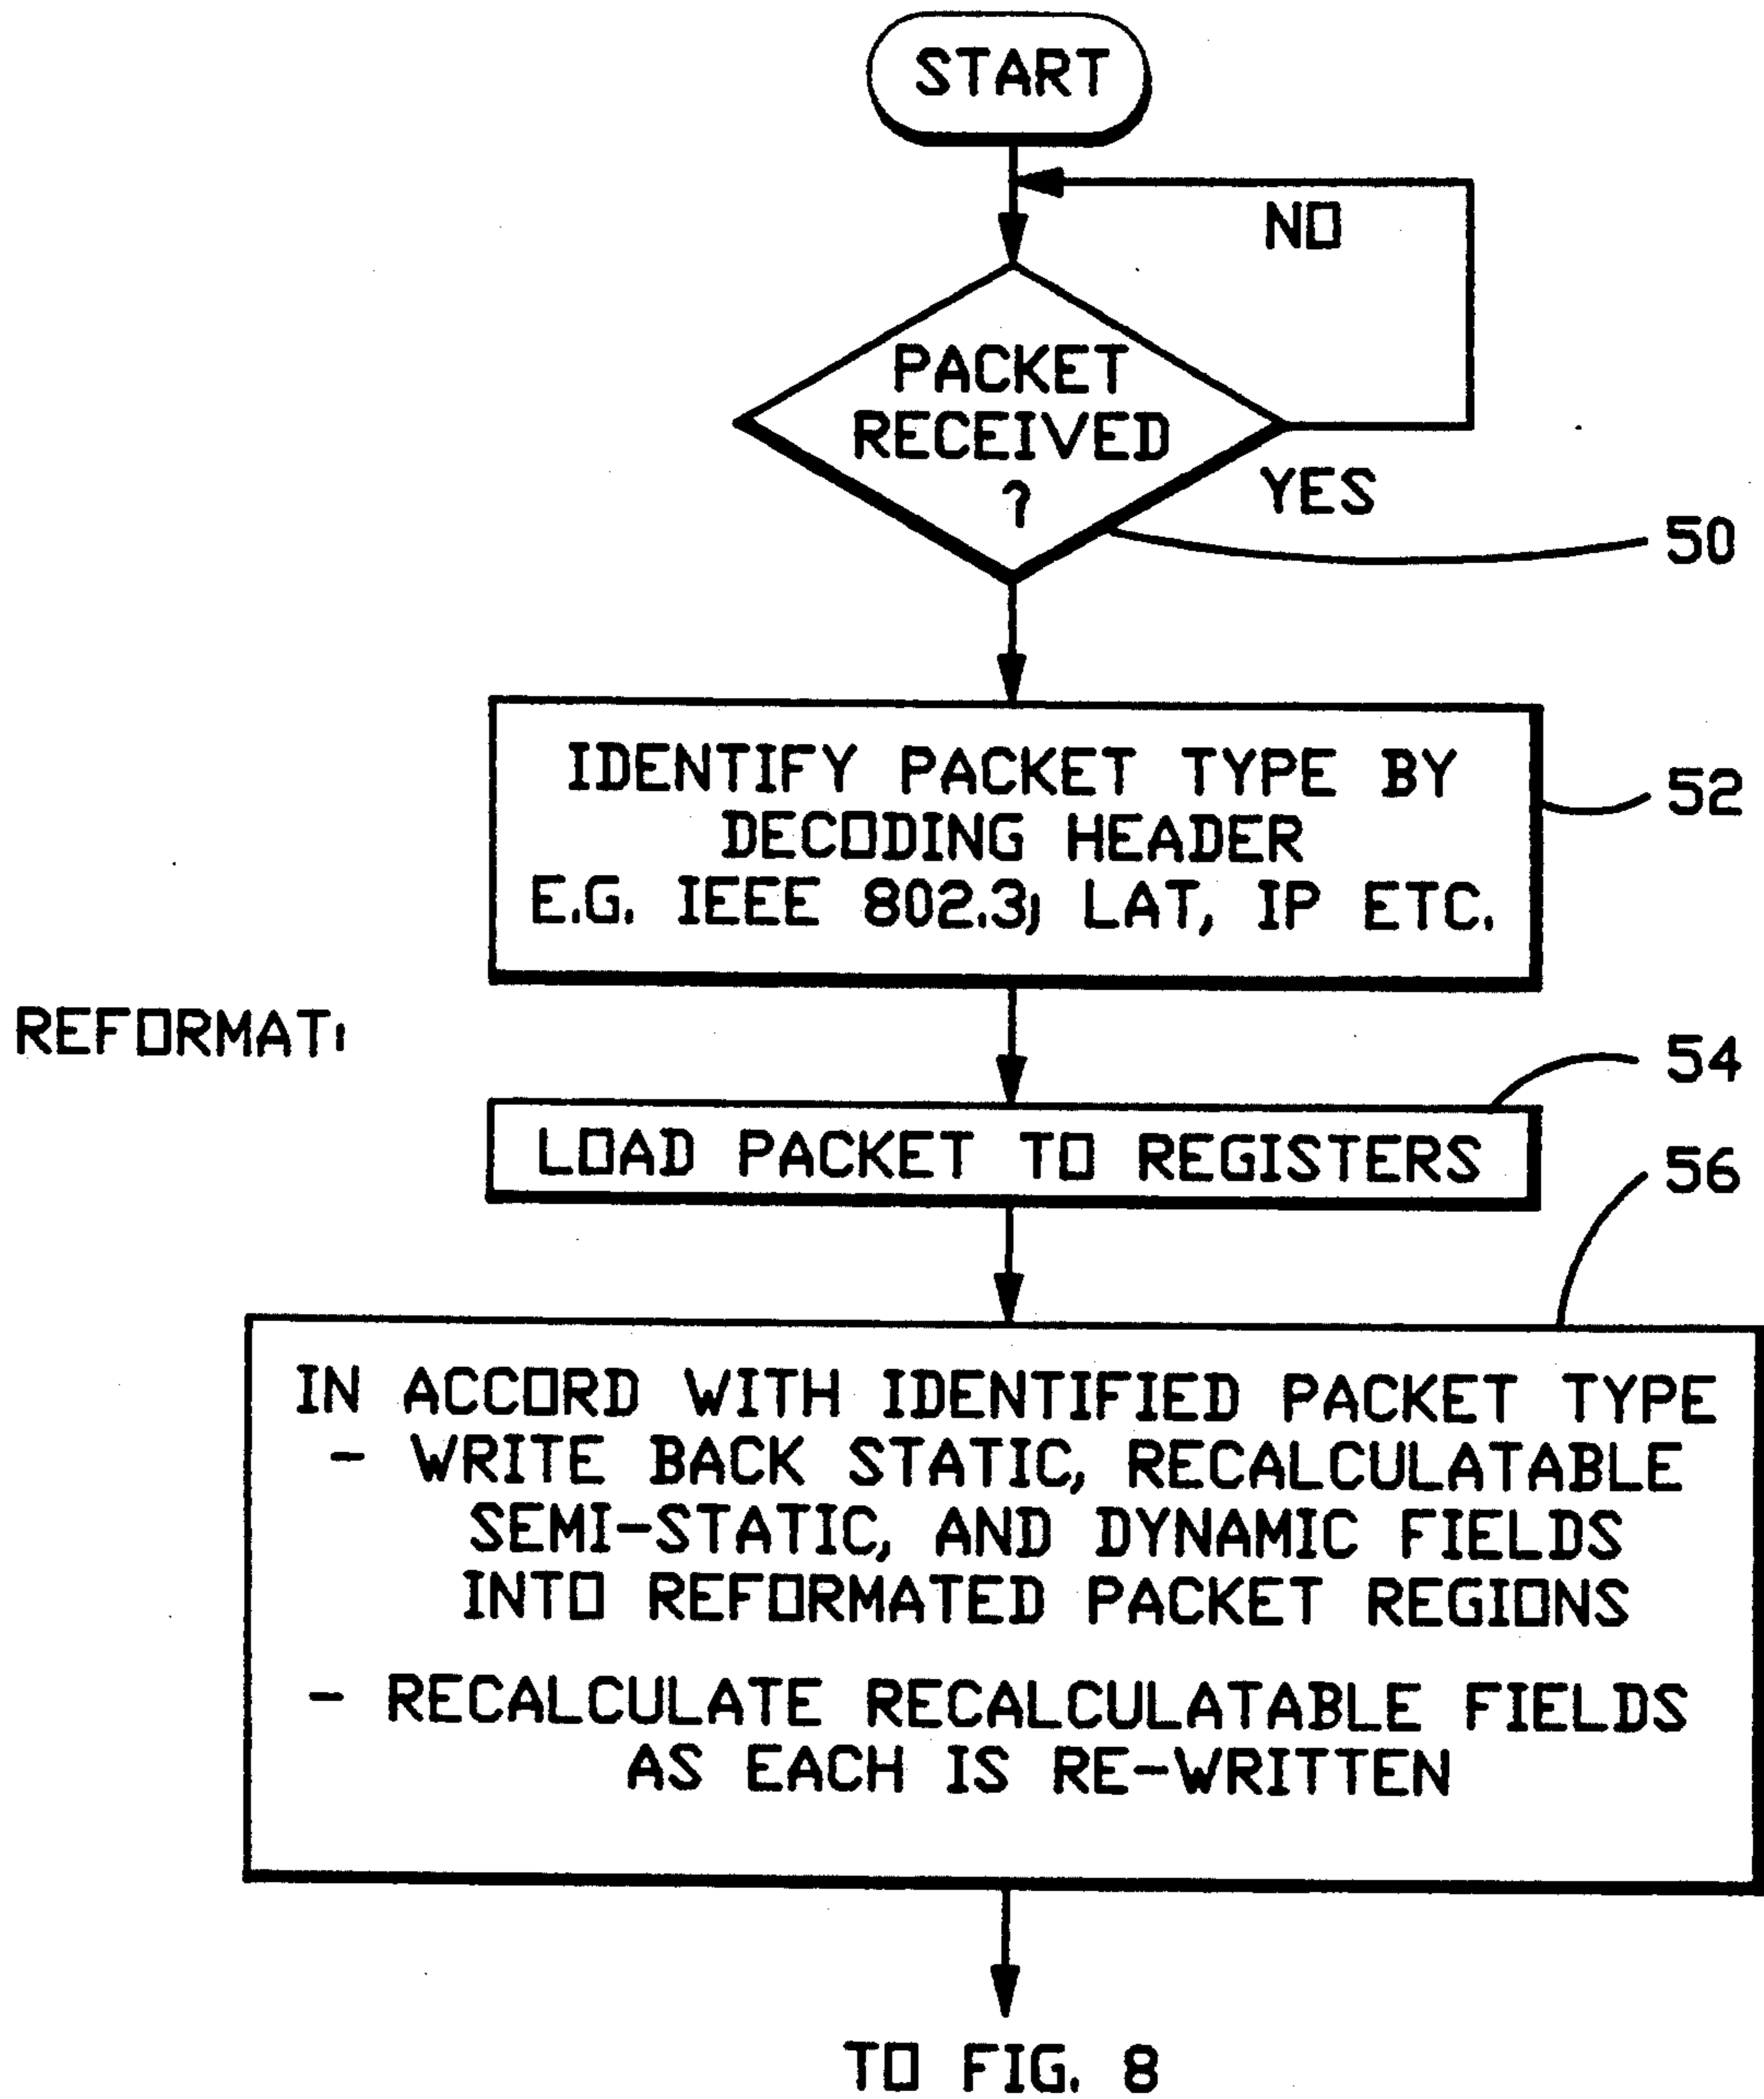 START
NO
PACKET
RECEIVED
?
YES
50
IDENTIFY PACKET TYPE BY
DECODING HEADER
E.G. IEEE 802.3; LAT, IP ETC.
52
REFORMAT:
54
LOAD PACKET TO REGISTERS
56
IN ACCORD WITH IDENTIFIED PACKET TYPE
- WRITE BACK STATIC, RECALCULATABLE
SEMI-STATIC, AND DYNAMIC FIELDS
INTO REFORMATED PACKET REGIONS
- RECALCULATE RECALCULATABLE FIELDS
AS EACH IS RE-WRITTEN
TO FIG. 8